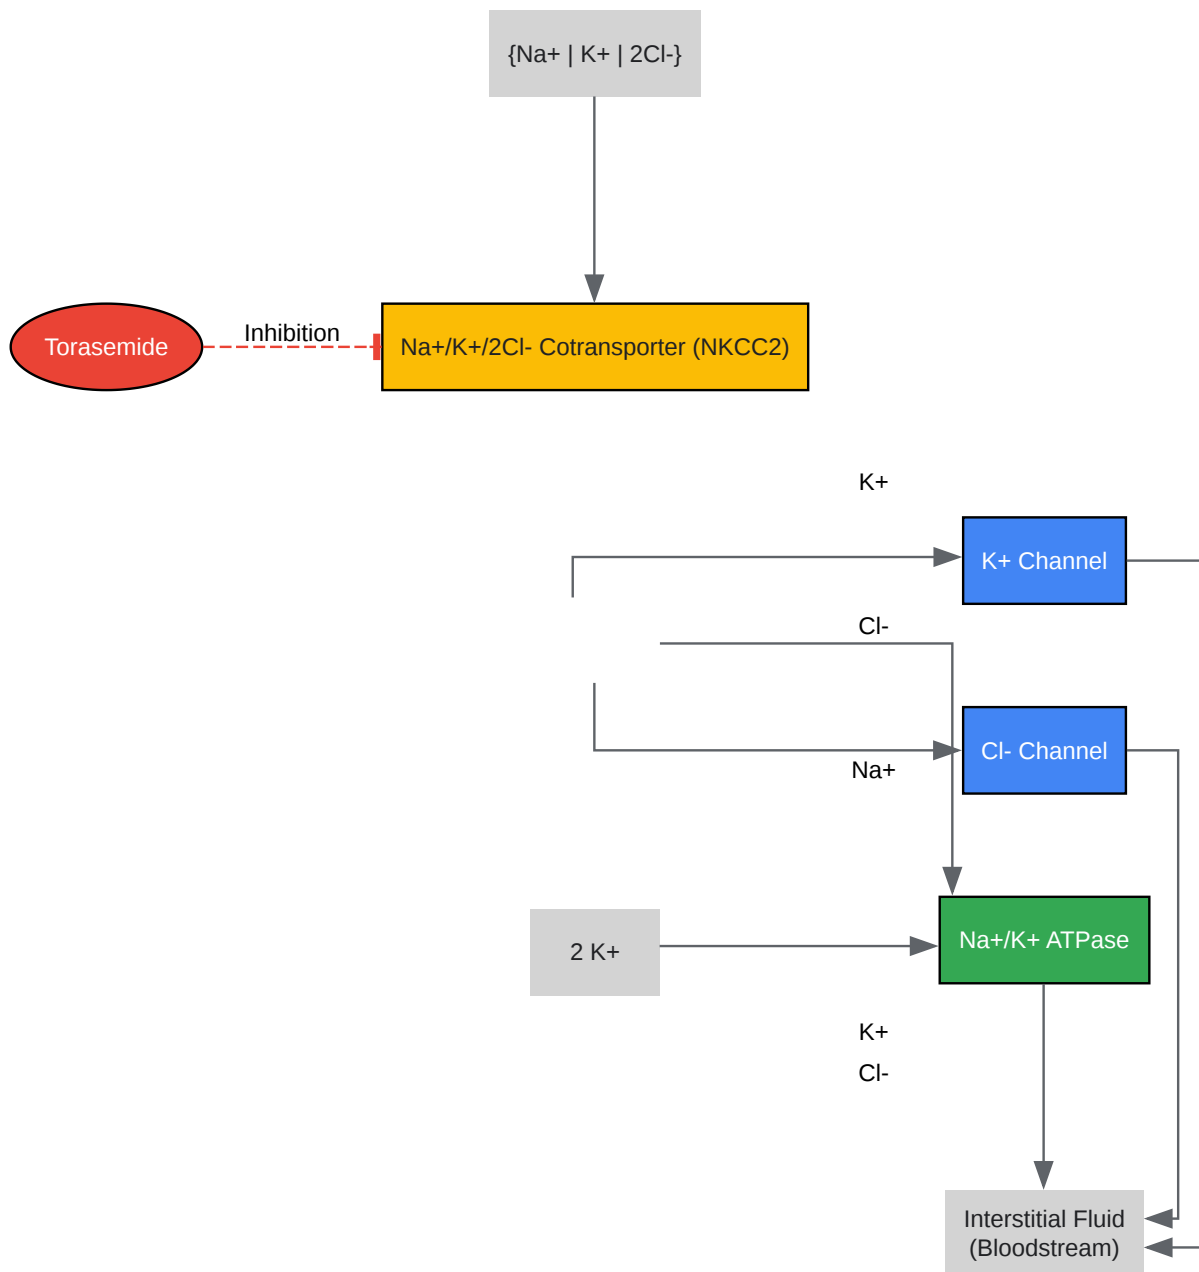 {Na+ | K+ | 2Cl-}
Inhibition
Torasemide
Na+/K+/2Cl- Cotransporter (NKCC2)
K+
K+ Channel
Cl-
Cl- Channel
Na+
Na+/K+ ATPase
2 K+
K+
Cl-
Interstitial Fluid
(Bloodstream)